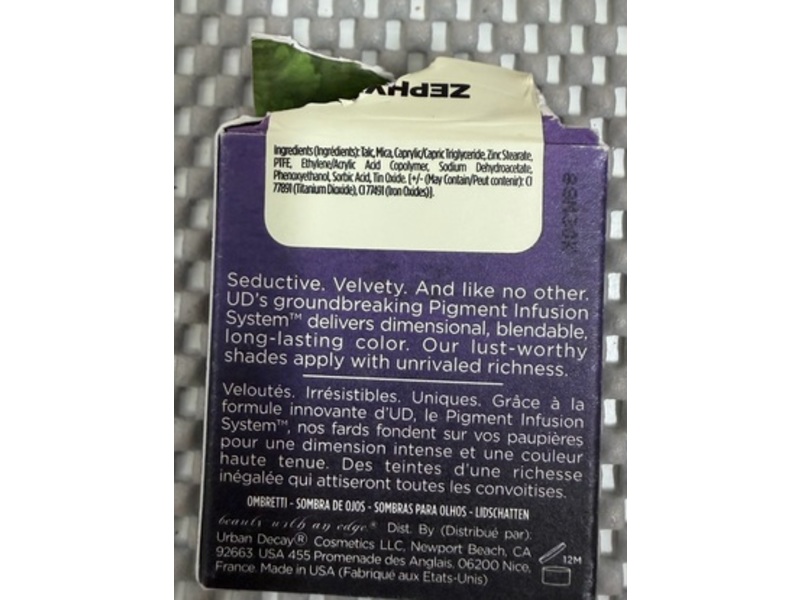 ZEPHY
Ingredients (Ingrédients): Talc, Mica, Caprylic/Capric Triglyceride, Zinc Stearate,
PTFE, Ethylene/Acrylic Acid Copolymer, Sodium Dehydroacetate,
Phenoxyethanol, Sorbic Acid, Tin Oxide. [+/- (May Contain/Peut contenir): CI
77891 (Titanium Dioxide), CI 77491 (Iron Oxides)].
Seductive. Velvety. And like no other.
UD's groundbreaking Pigment Infusion
System™ delivers dimensional, blendable,
long-lasting color. Our lust-worthy
shades apply with unrivaled richness.
Veloutés. Irrésistibles. Uniques. Grâce à la
formule innovante d'UD, le Pigment Infusion
System™, nos fards fondent sur vos paupières
pour une dimension intense et une couleur
haute tenue. Des teintes d'une richesse
inégalée qui attiseront toutes les convoitises.
OMBRETTI - SOMBRA DE OJOS - SOMBRAS PARA OLHOS - LIDSCHATTEN
beauty with an edge® Dist. By (Distribué par):
Urban Decay® Cosmetics LLC, Newport Beach, CA
92663 USA 455 Promenade des Anglais, 06200 Nice,
France. Made in USA (Fabriqué aux Etats-Unis)
12M